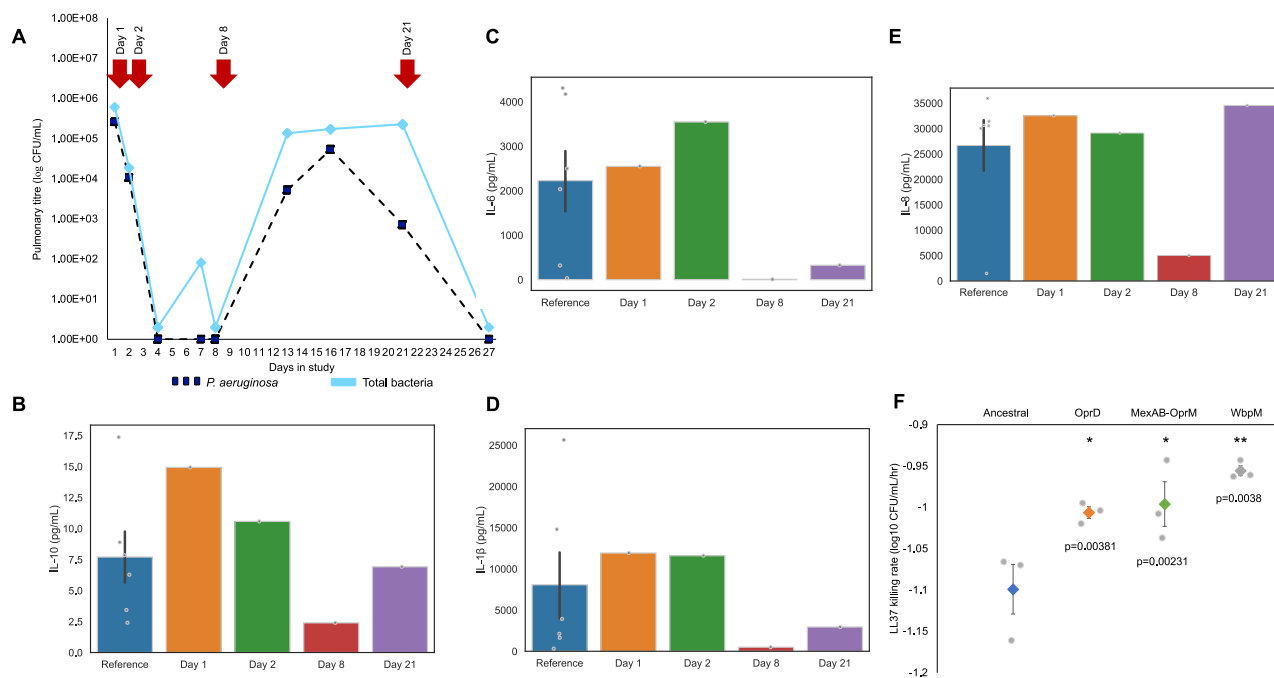 A
Day 1
Day 2
Day 8
Day 21
1.00E+08
1.00E+07
1.00E+06
1.00E+05
1.00E+04
1.00E+03
1.00E+02
1.00E+01
1.00E+00
Pulmonary titre (log CFU/mL)
1 2 3 4 5 6 7 8 9 10 11 12 13 15 16 17 18 19 20 21 22 23 24 25 26 27
Days in study
P. aeruginosa
Total bacteria
C
4000
3000
2000
1000
0
IL-6 (pg/mL)
Reference Day 1 Day 2 Day 8 Day 21
E
35000
30000
25000
20000
15000
10000
5000
0
IL-8 (pg/mL)
Reference Day 1 Day 2 Day 8 Day 21
B
17,5
15,0
12,5
10,0
7,5
5,0
2,5
0,0
IL-10 (pg/mL)
Reference Day 1 Day 2 Day 8 Day 21
D
25000
20000
15000
10000
5000
0
IL-1β (pg/mL)
Reference Day 1 Day 2 Day 8 Day 21
F
Ancestral OprD MexAB-OprM WbpM
-0.9
-0.95
-1
-1.05
-1.1
-1.15
-1.2
LL37 killing rate (log10 CFU/mL/hr)
* * **
p=0.0038
p=0.00381
p=0.00231